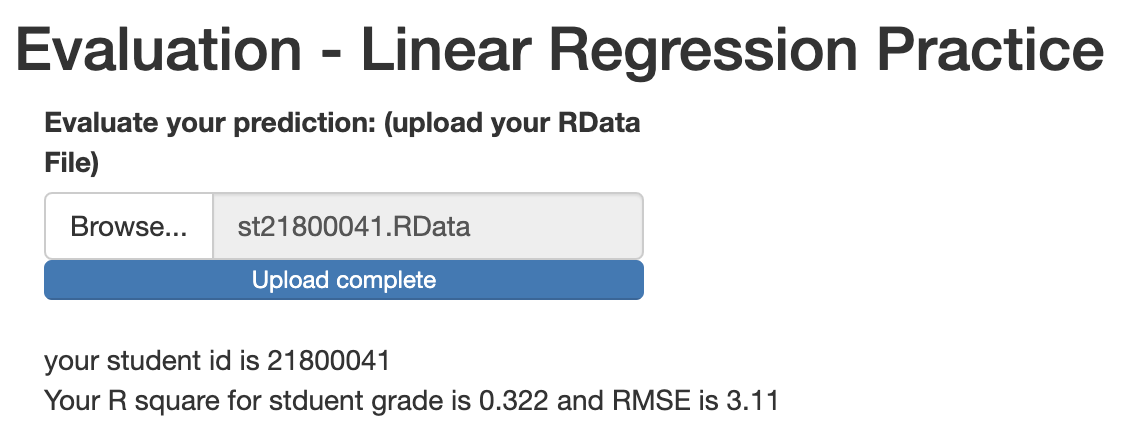 Evaluation - Linear Regression Practice
Evaluate your prediction: (upload your RData
File)
Browse... st21800041.RData
Upload complete
your student id is 21800041
Your R square for stduent grade is 0.322 and RMSE is 3.11